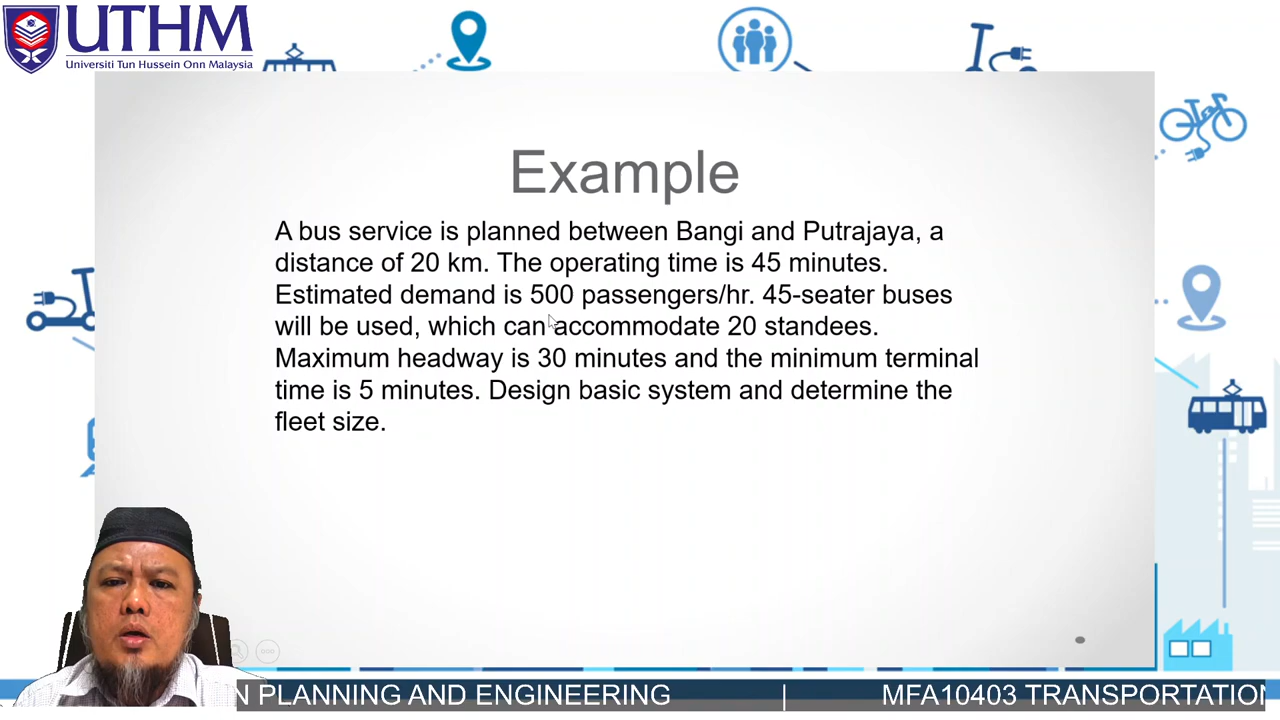 UTHM
Universiti Tun Hussein Onn Malaysia
Example
A bus service is planned between Bangi and Putrajaya, a
distance of 20 km. The operating time is 45 minutes.
Estimated demand is 500 passengers/hr. 45-seater buses
will be used, which can accommodate 20 standees.
Maximum headway is 30 minutes and the minimum terminal
time is 5 minutes. Design basic system and determine the
fleet size.
N PLANNING AND ENGINEERING | MFA10403 TRANSPORTATION